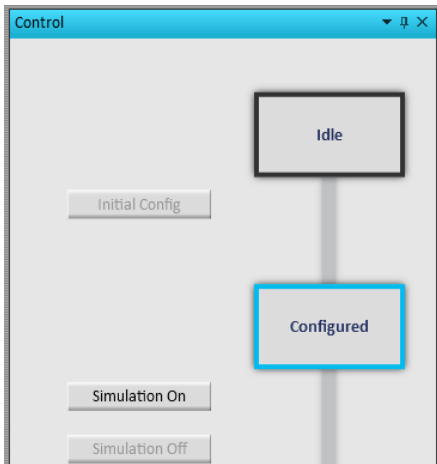 Control
Idle
Initial Config
Configured
Simulation On
Simulation Off